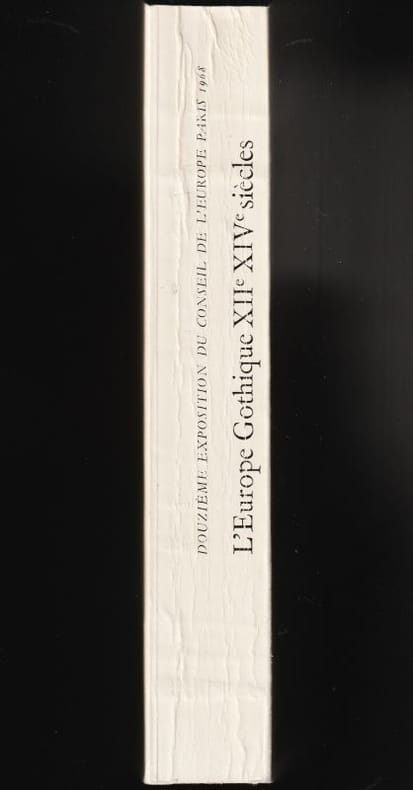 DOUZIÈME EXPOSITION DU CONSEIL DE L'EUROPE PARIS 1968
L'Europe Gothique XIIe XIVe siècles